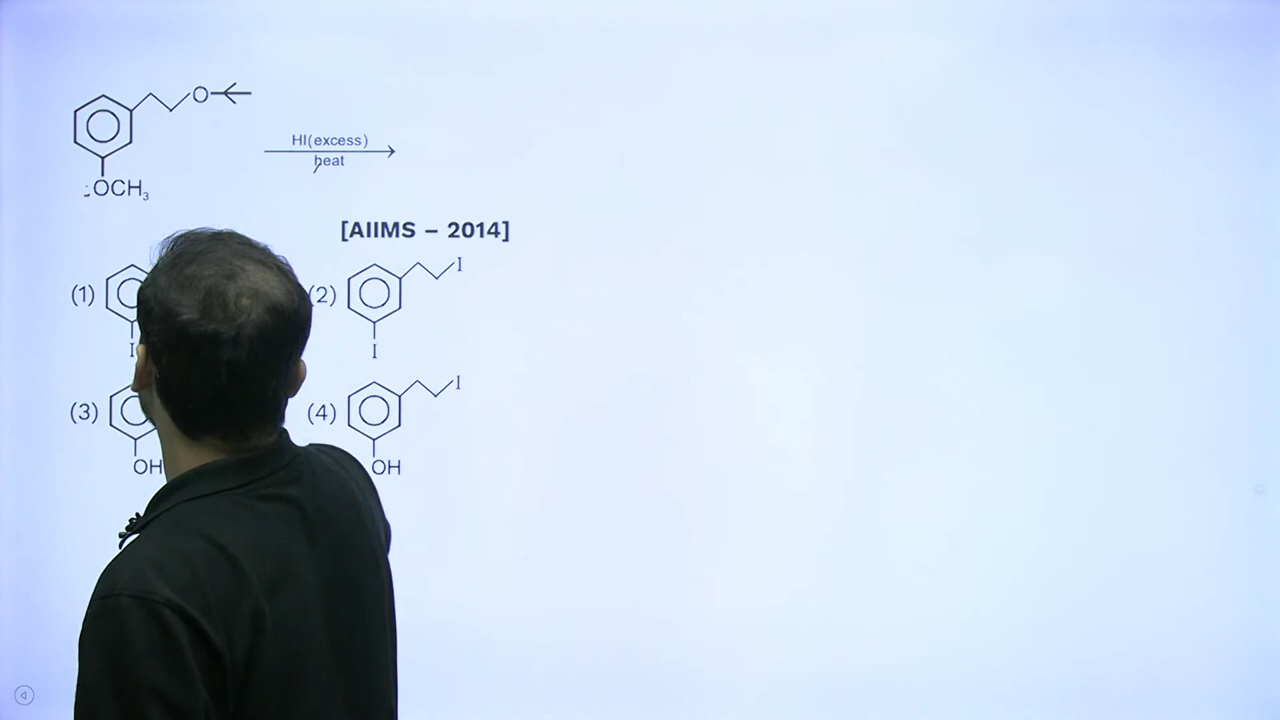 O
HI(excess)
heat
:OCH3
[AIIMS – 2014]
(1)
I
(2)
I
I
(3)
OH
(4)
I
OH